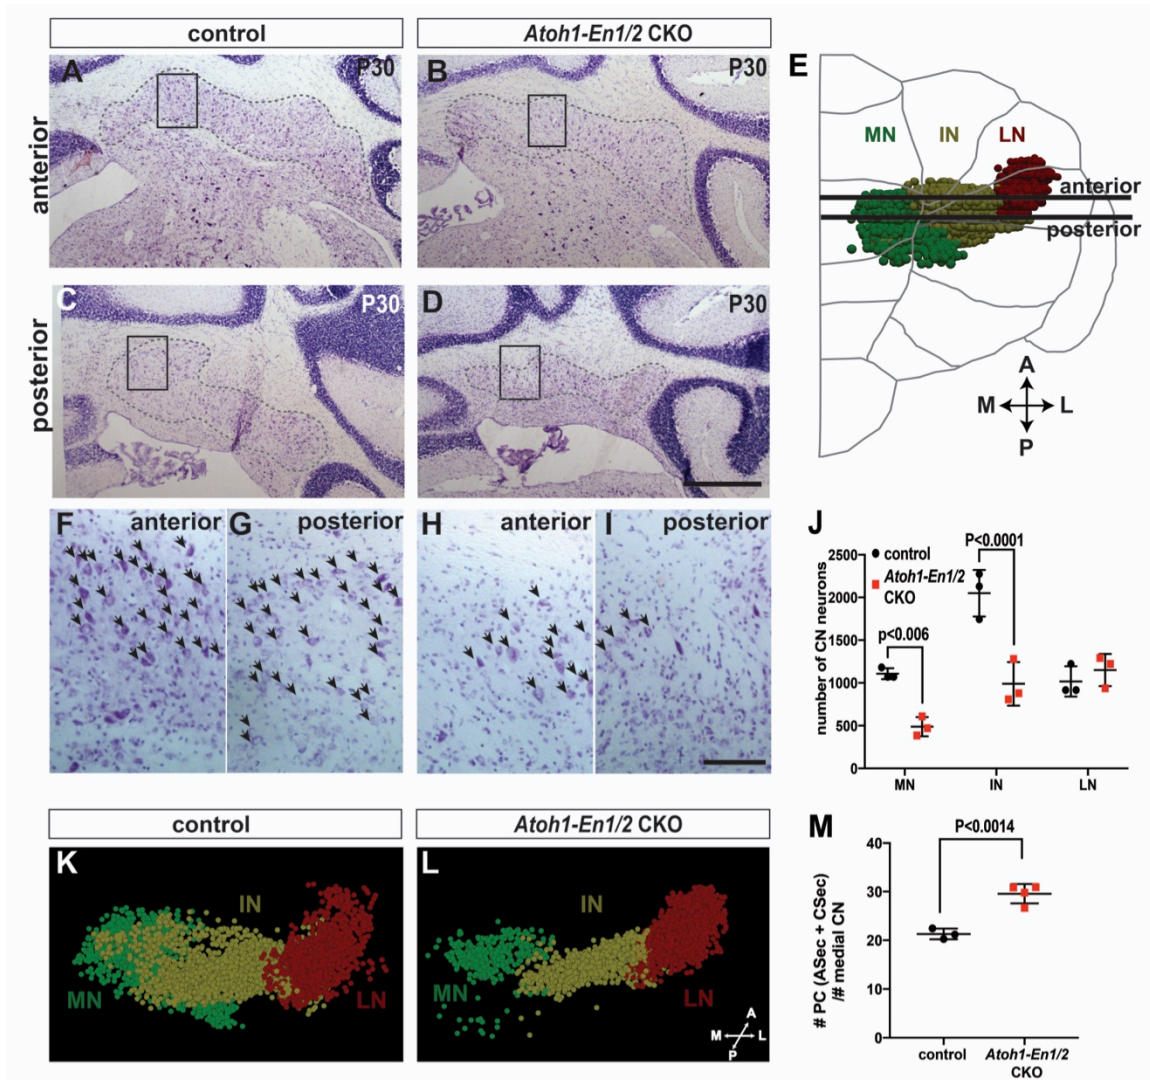 control
Atoh1-En1/2 CKO
anterior
A
P30
B
P30
posterior
C
P30
D
P30
E
MN
IN
LN
anterior
posterior
A
M
L
P
F
anterior
G
posterior
H
anterior
I
posterior
J
number of CN neurons
2500
2000
1500
1000
500
0
control
Atoh1-En1/2
CKO
p<0.006
P<0.0001
MN
IN
LN
control
Atoh1-En1/2 CKO
K
IN
MN
LN
L
IN
MN
LN
A
M
L
P
M
# PC (ASec + CSec)
/# medial CN
40
30
20
10
0
P<0.0014
control
Atoh1-En1/2
CKO